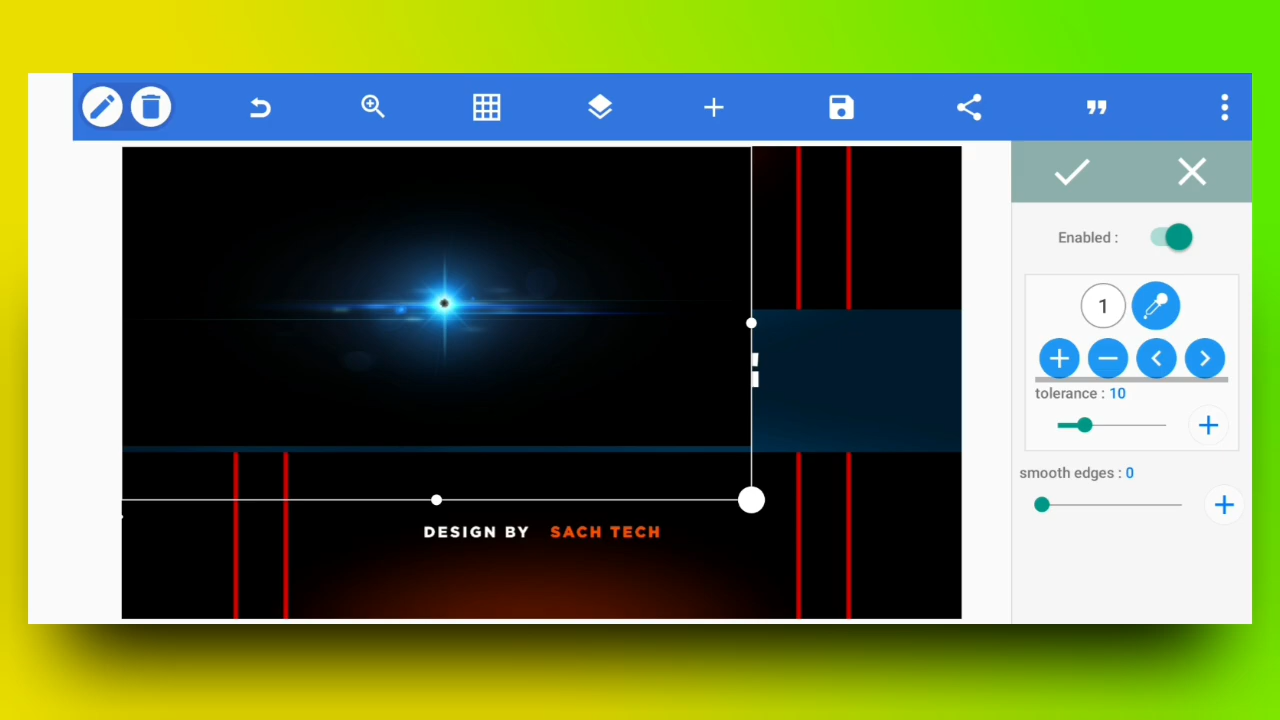 Enabled :
1
tolerance : 10
smooth edges : 0
DESIGN BY SACH TECH